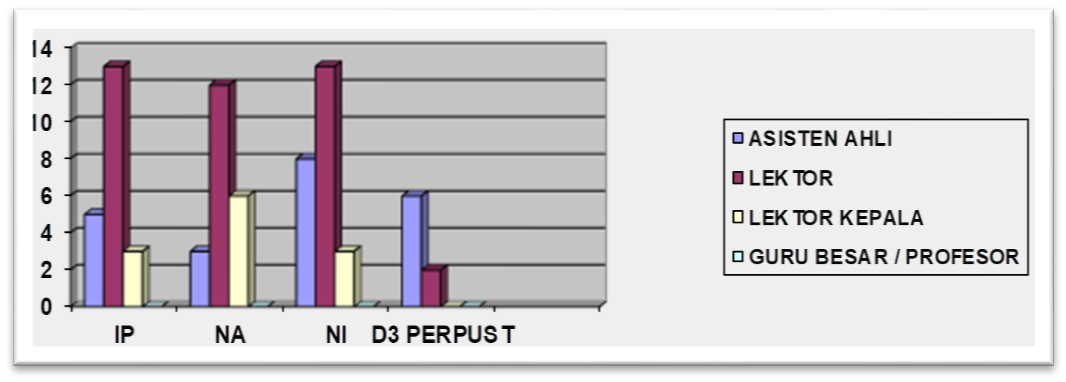 14
12
10
8
6
4
2
0
IP NA NI D3 PERPUST
ASISTEN AHLI
LEKTOR
LEKTOR KEPALA
GURU BESAR / PROFESOR